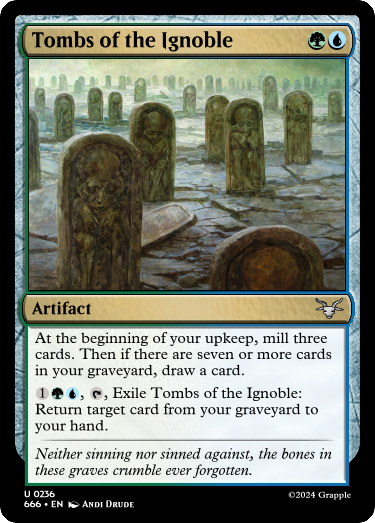 Tombs of the Ignoble
Artifact
At the beginning of your upkeep, mill three
cards. Then if there are seven or more cards
in your graveyard, draw a card.
1, , Exile Tombs of the Ignoble:
Return target card from your graveyard to
your hand.
Neither sinning nor sinned against, the bones in
these graves crumble ever forgotten.
U 0236
666 • EN Andi Drude
©2024 Grapple